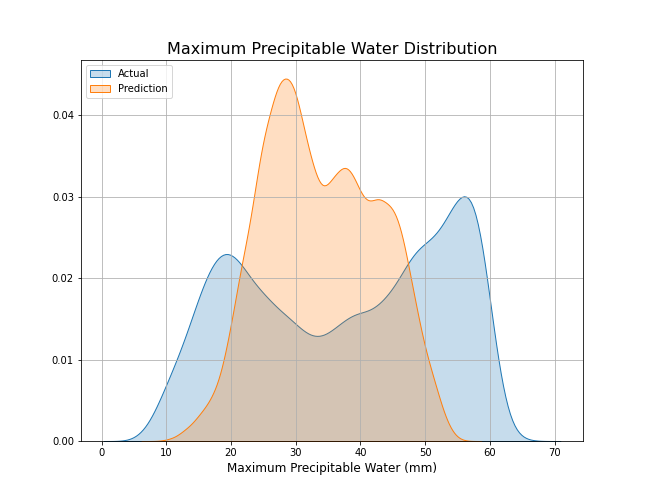 Maximum Precipitable Water Distribution
Actual
Prediction
0.04
0.03
0.02
0.01
0.00
0 10 20 30 40 50 60 70
Maximum Precipitable Water (mm)